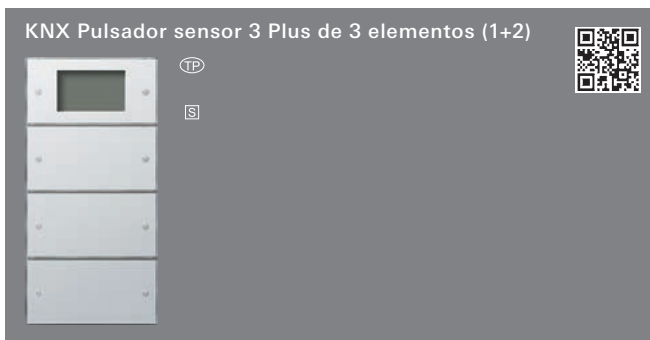 KNX Pulsador sensor 3 Plus de 3 elementos (1+2)
TP
S